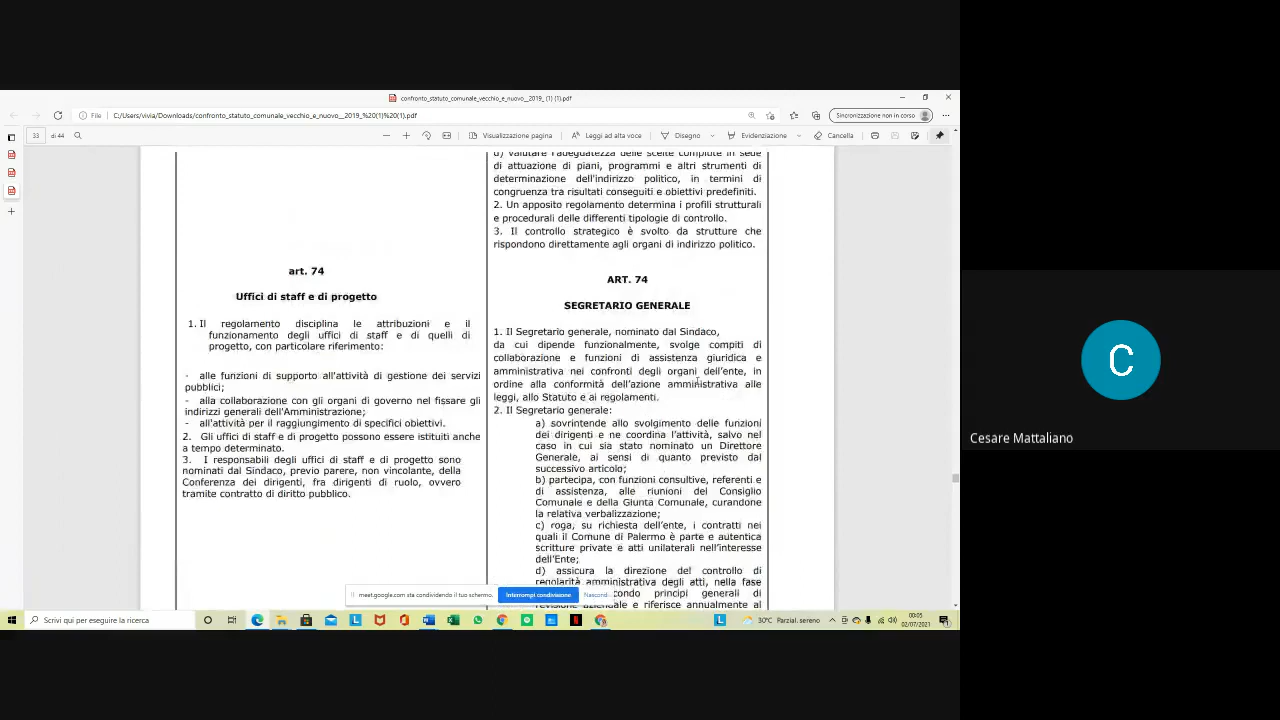 confronto_statuto_comunale_vecchio_e_nuovo__2019_ (1) (1).pdf
File
C:/Users/vivia/Downloads/confronto_statuto_comunale_vecchio_e_nuovo__2019_%20(1)%20(1).pdf
Sincronizzazione non in corso
33
di 44
Visualizzazione pagina
Leggi ad alta voce
Disegno
Evidenziazione
Cancella
art. 74
Uffici di staff e di progetto
1. Il regolamento disciplina le attribuzioni e il
funzionamento degli uffici di staff e di quelli di
progetto, con particolare riferimento:
- alle funzioni di supporto all'attività di gestione dei servizi
pubblici;
- alla collaborazione con gli organi di governo nel fissare gli
indirizzi generali dell'Amministrazione;
- all'attività per il raggiungimento di specifici obiettivi.
2. Gli uffici di staff e di progetto possono essere istituiti anche
a tempo determinato.
3. I responsabili degli uffici di staff e di progetto sono
nominati dal Sindaco, previo parere, non vincolante, della
Conferenza dei dirigenti, fra dirigenti di ruolo, ovvero
tramite contratto di diritto pubblico.
d) valutare l'adeguatezza delle scelte compiute in sede
di attuazione di piani, programmi e altri strumenti di
determinazione dell'indirizzo politico, in termini di
congruenza tra risultati conseguiti e obiettivi predefiniti.
2. Un apposito regolamento determina i profili strutturali
e procedurali delle differenti tipologie di controllo.
3. Il controllo strategico è svolto da strutture che
rispondono direttamente agli organi di indirizzo politico.
ART. 74
SEGRETARIO GENERALE
1. Il Segretario generale, nominato dal Sindaco,
da cui dipende funzionalmente, svolge compiti di
collaborazione e funzioni di assistenza giuridica e
amministrativa nei confronti degli organi dell'ente, in
ordine alla conformità dell'azione amministrativa alle
leggi, allo Statuto e ai regolamenti.
2. Il Segretario generale:
a) sovrintende allo svolgimento delle funzioni
dei dirigenti e ne coordina l'attività, salvo nel
caso in cui sia stato nominato un Direttore
Generale, ai sensi di quanto previsto dal
successivo articolo;
b) partecipa, con funzioni consultive, referenti e
di assistenza, alle riunioni del Consiglio
Comunale e della Giunta Comunale, curandone
la relativa verbalizzazione;
c) roga, su richiesta dell'ente, i contratti nei
quali il Comune di Palermo è parte e autentica
scritture private e atti unilaterali nell'interesse
dell'Ente;
d) assicura la direzione del controllo di
regolarità amministrativa degli atti, nella fase
condo principi generali di
revisione aziendale e riferisce annualmente al
meet.google.com sta condividendo il tuo schermo.
Interrompi condivisione
Nascond
Scrivi qui per eseguire la ricerca
30°C Parzial. sereno
00:05
02/07/2021
C
Cesare Mattaliano